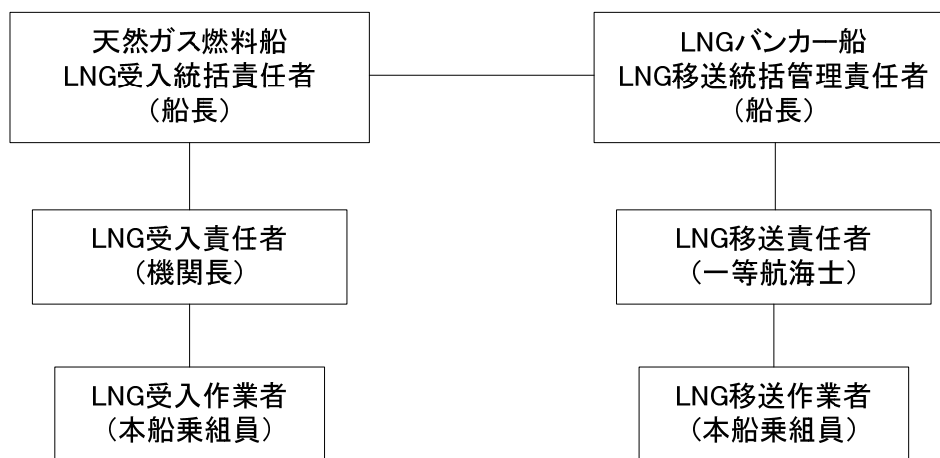 天然ガス燃料船
LNG受入統括責任者
（船長）
LNGバンカー船
LNG移送統括管理責任者
（船長）
LNG受入責任者
（機関長）
LNG移送責任者
（一等航海士）
LNG受入作業者
（本船乗組員）
LNG移送作業者
（本船乗組員）